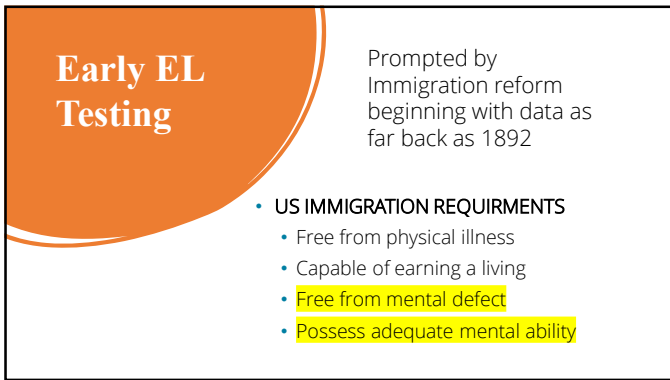 Early EL
Testing
Prompted by
Immigration reform
beginning with data as
far back as 1892
• US IMMIGRATION REQUIRMENTS
• Free from physical illness
• Capable of earning a living
• Free from mental defect
• Possess adequate mental ability